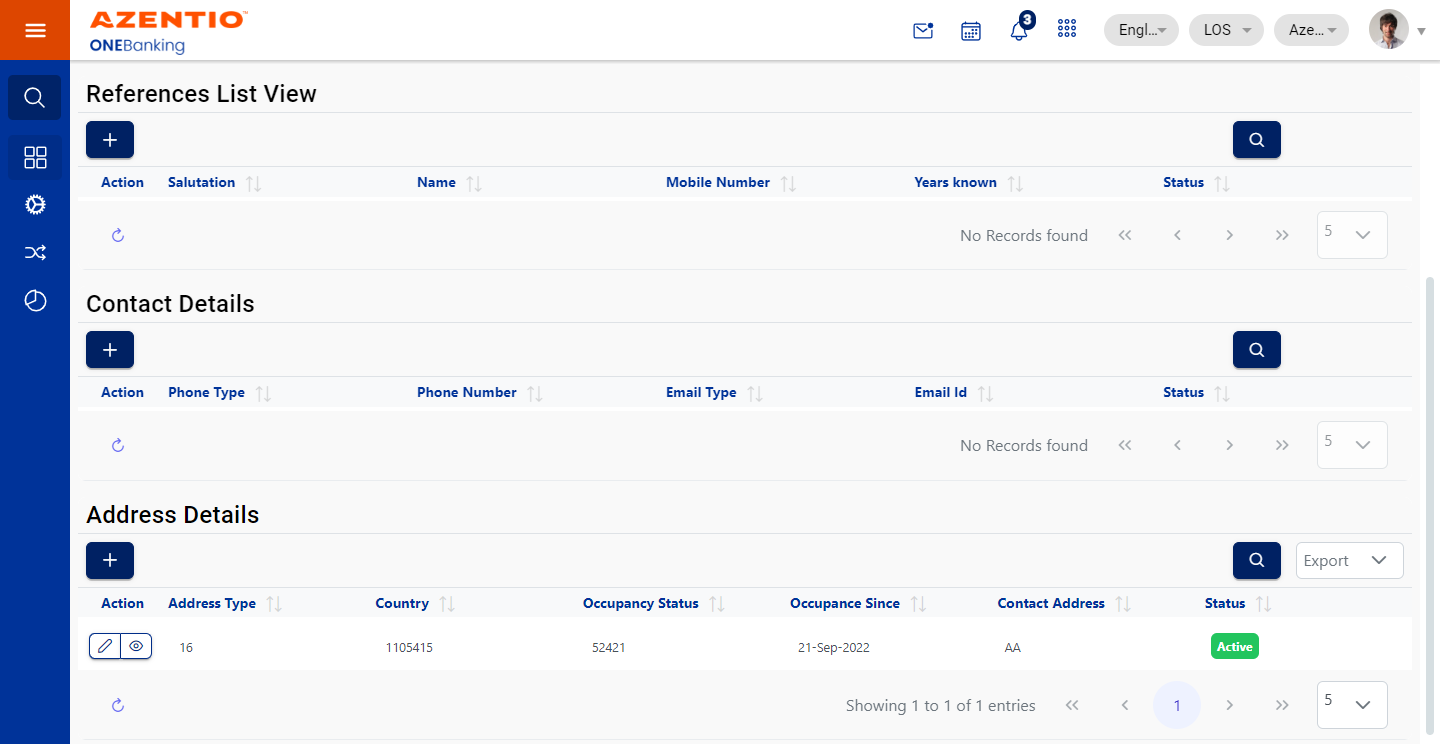 AZENTIO™
ONEBanking
3
Engl...
LOS
Aze...
References List View
Action Salutation Name Mobile Number Years known Status
No Records found 5
Contact Details
Action Phone Type Phone Number Email Type Email Id Status
No Records found 5
Address Details
Export
Action Address Type Country Occupancy Status Occupance Since Contact Address Status
16 1105415 52421 21-Sep-2022 AA Active
Showing 1 to 1 of 1 entries 1 5